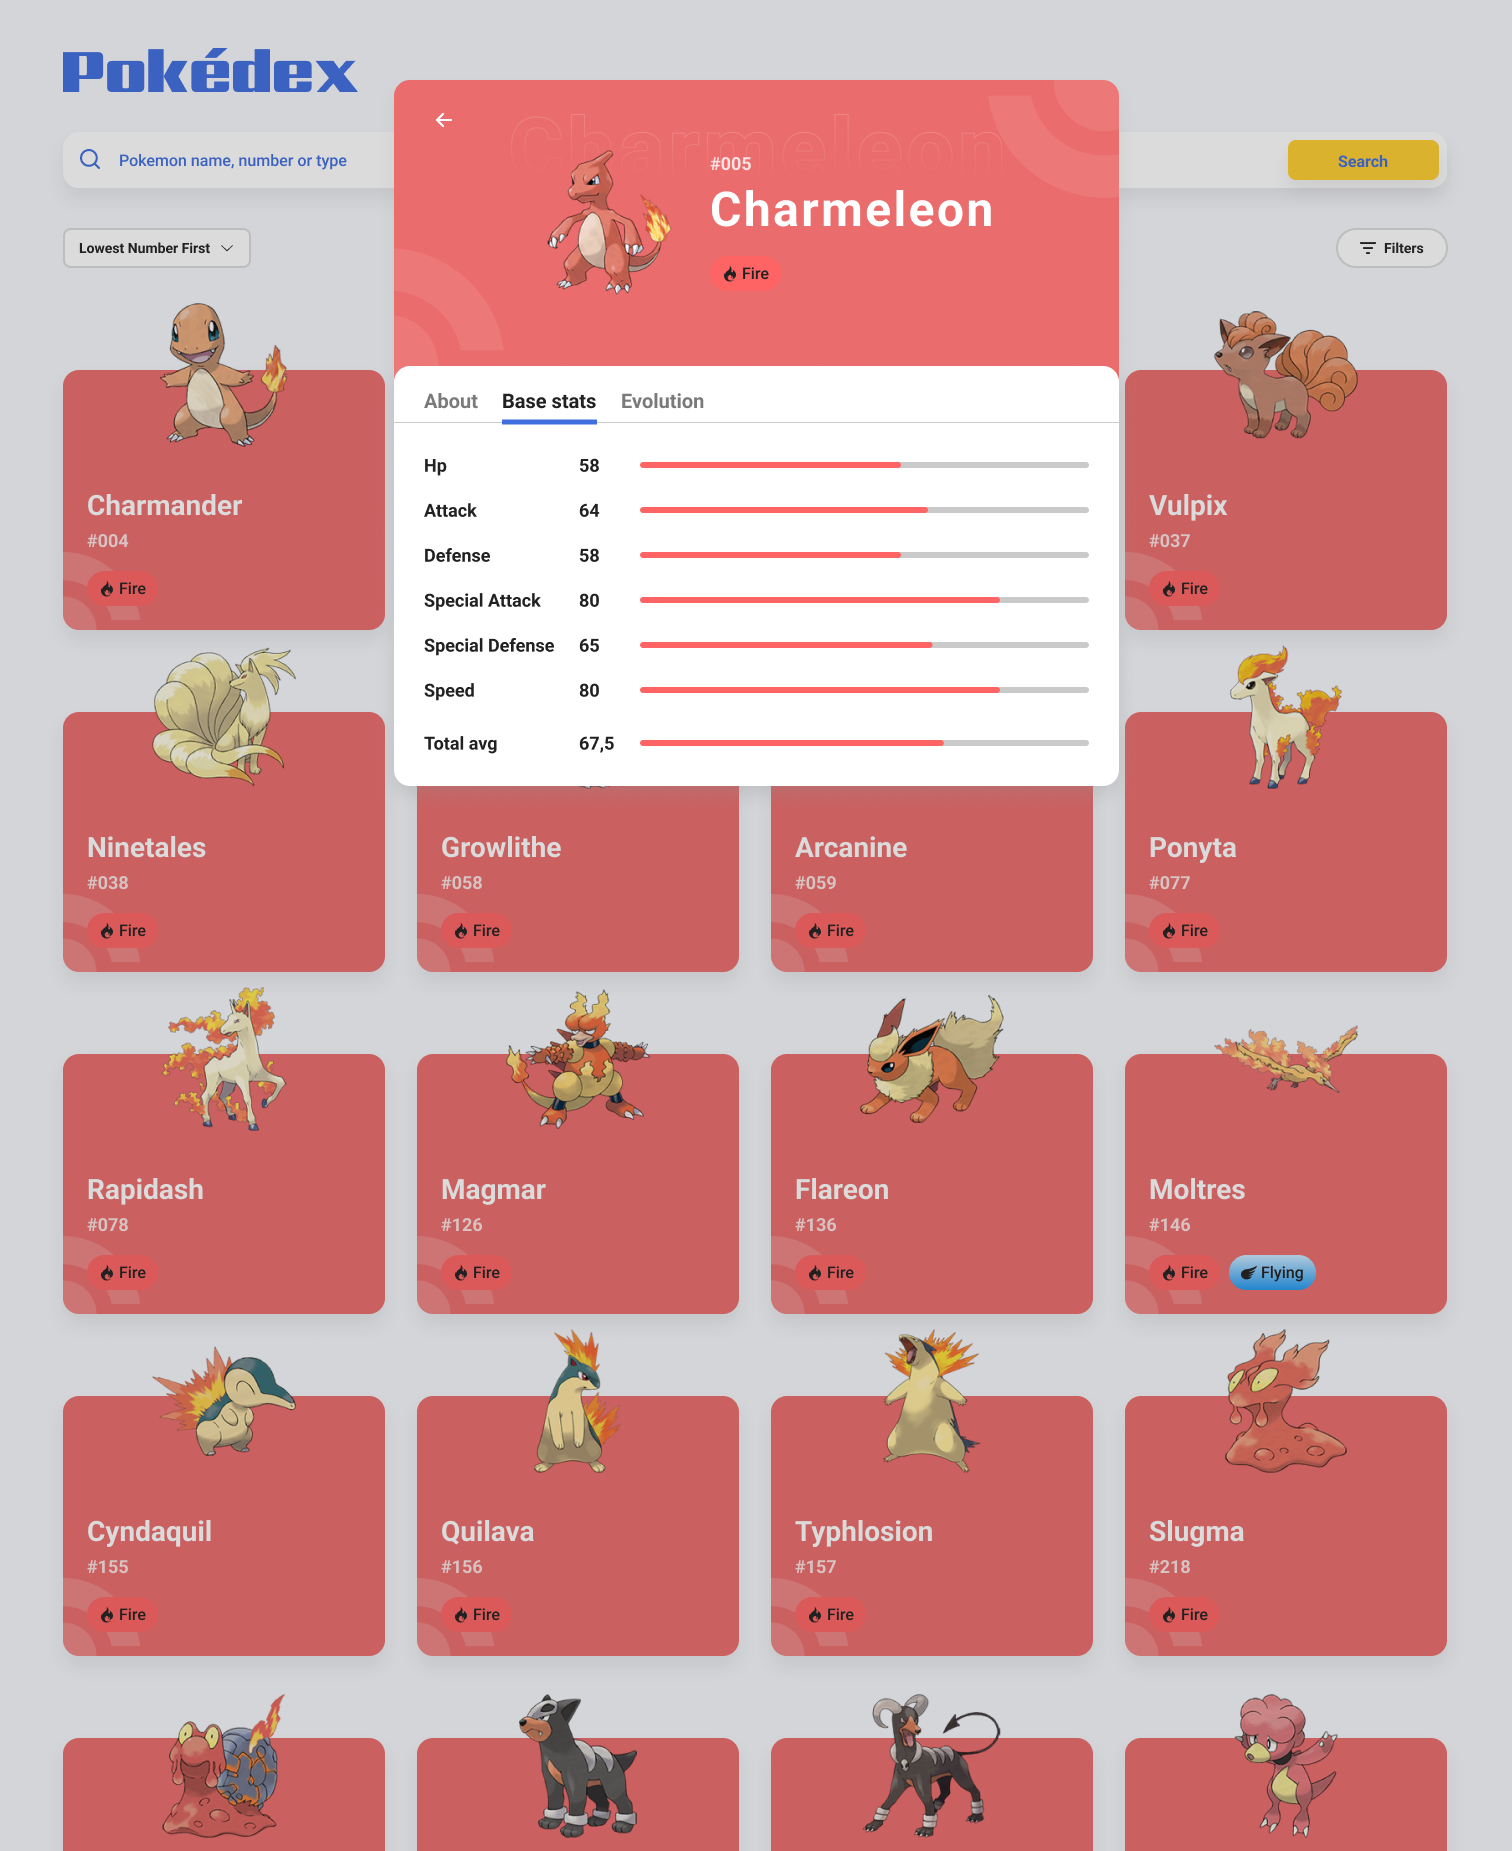 Pokédex
Charmeleon
Pokemon name, number or type
Search
#005
Charmeleon
Fire
Lowest Number First
Filters
About Base stats Evolution
Hp 58
Attack 64
Defense 58
Special Attack 80
Special Defense 65
Speed 80
Total avg 67,5
Charmander
#004
Fire
Vulpix
#037
Fire
Ninetales
#038
Fire
Growlithe
#058
Fire
Arcanine
#059
Fire
Ponyta
#077
Fire
Rapidash
#078
Fire
Magmar
#126
Fire
Flareon
#136
Fire
Moltres
#146
Fire Flying
Cyndaquil
#155
Fire
Quilava
#156
Fire
Typhlosion
#157
Fire
Slugma
#218
Fire